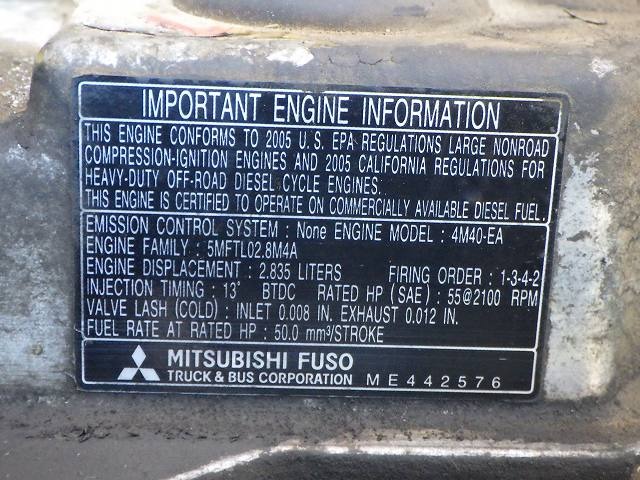 IMPORTANT ENGINE INFORMATION
THIS ENGINE CONFORMS TO 2005 U.S. EPA REGULATIONS LARGE NONROAD
COMPRESSION-IGNITION ENGINES AND 2005 CALIFORNIA REGULATIONS FOR
HEAVY-DUTY OFF-ROAD DIESEL CYCLE ENGINES.
THIS ENGINE IS CERTIFIED TO OPERATE ON COMMERCIALLY AVAILABLE DIESEL FUEL.
EMISSION CONTROL SYSTEM : None ENGINE MODEL : 4M40-EA
ENGINE FAMILY : 5MFTL02.8M4A
ENGINE DISPLACEMENT : 2.835 LITERS FIRING ORDER : 1-3-4-2
INJECTION TIMING : 13° BTDC RATED HP (SAE) : 55@2100 RPM
VALVE LASH (COLD) : INLET 0.008 IN. EXHAUST 0.012 IN.
FUEL RATE AT RATED HP : 50.0 mm³/STROKE
MITSUBISHI FUSO
TRUCK & BUS CORPORATION ME442576